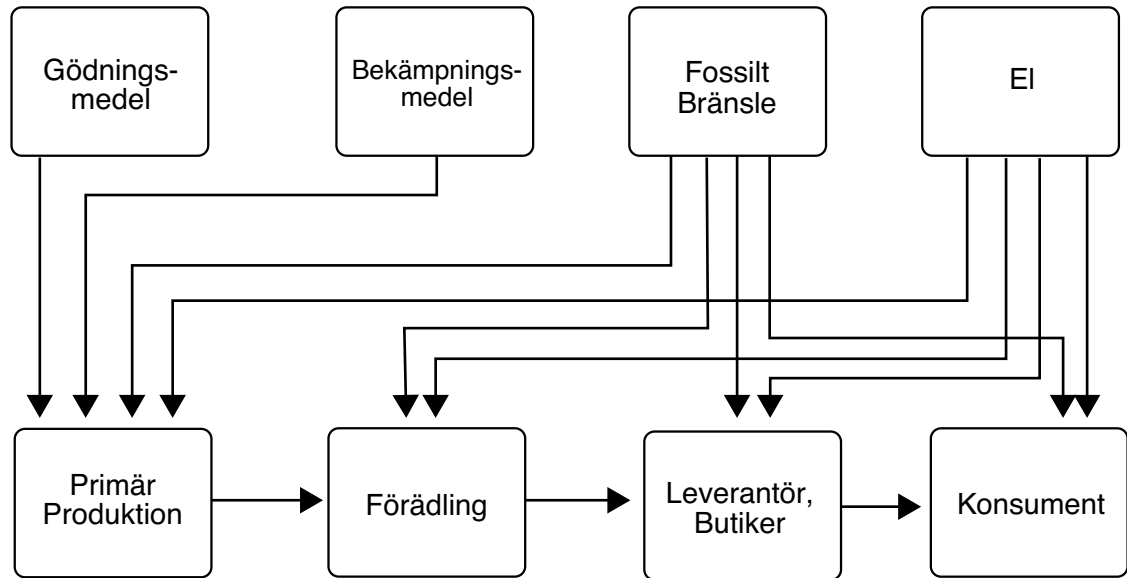 Gödnings-
medel
Bekämpnings-
medel
Fossilt
Bränsle
El
Primär
Produktion
Förädling
Leverantör,
Butiker
Konsument